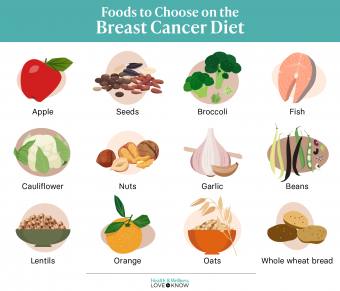 Foods to Choose on the
Breast Cancer Diet
Apple
Seeds
Broccoli
Fish
Cauliflower
Nuts
Garlic
Beans
Lentils
Orange
Oats
Whole wheat bread
Health & Wellness
LOVE TO KNOW